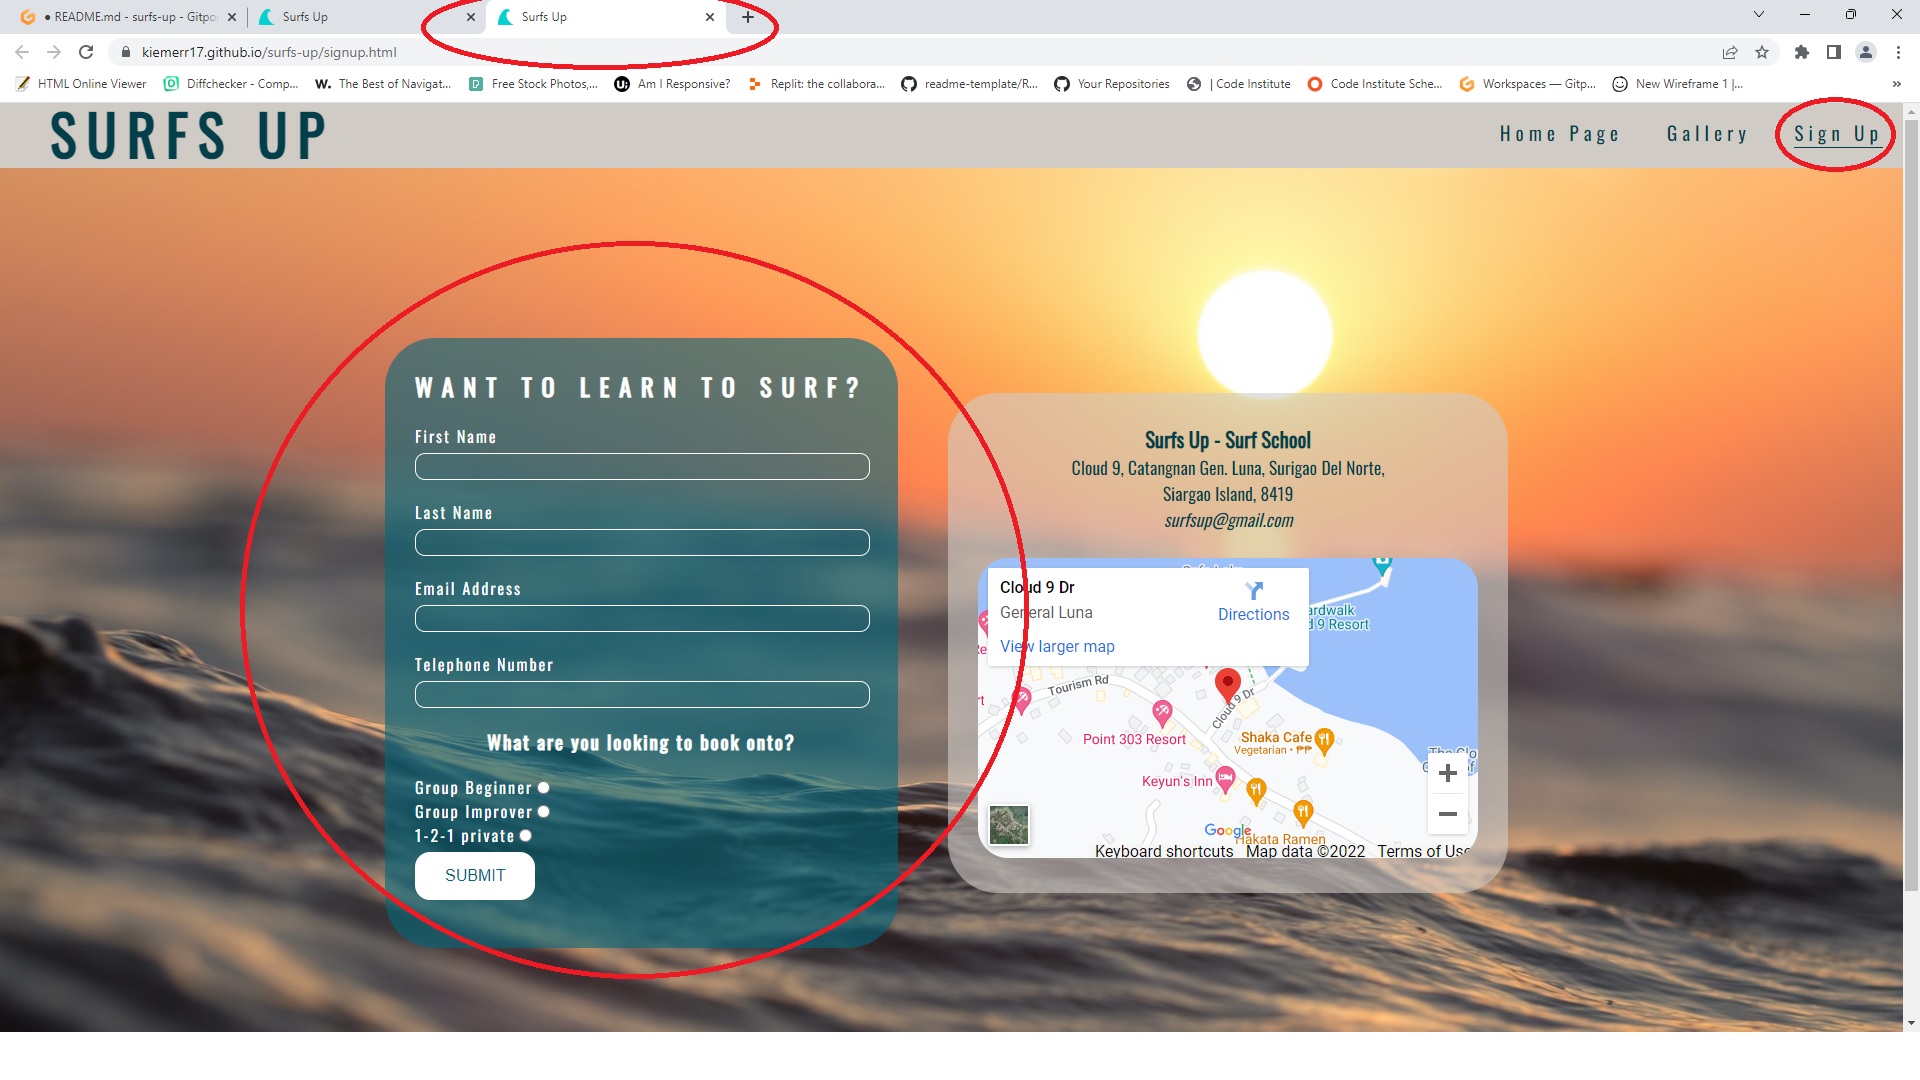 ● README.md - surfs-up - Gitpo
Surfs Up
Surfs Up
kiemerr17.github.io/surfs-up/signup.html
HTML Online Viewer
Diffchecker - Comp...
W. The Best of Navigat...
Free Stock Photos,...
Am I Responsive?
Replit: the collabora...
readme-template/R...
Your Repositories
| Code Institute
Code Institute Sche...
Workspaces — Gitp...
New Wireframe 1 |...
»
SURFS UP
Home Page
Gallery
Sign Up
WANT TO LEARN TO SURF?
First Name
Last Name
Email Address
Telephone Number
What are you looking to book onto?
Group Beginner
Group Improver
1-2-1 private
SUBMIT
Surfs Up - Surf School
Cloud 9, Catangnan Gen. Luna, Surigao Del Norte,
Siargao Island, 8419
surfsup@gmail.com
Cloud 9 Dr
General Luna
Directions
View larger map
ardwalk
d 9 Resort
Tourism Rd
Cloud 9 Dr
Point 303 Resort
Shaka Cafe
Vegetarian
Keyun's Inn
Google
Hakata Ramen
Keyboard shortcuts
Map data ©2022
Terms of Use